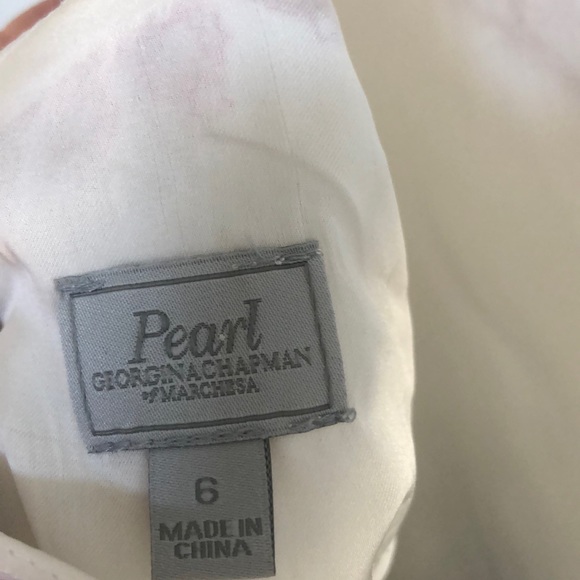 Pearl
GEORGINA CHAPMAN
of MARCHESA
6
MADE IN
CHINA